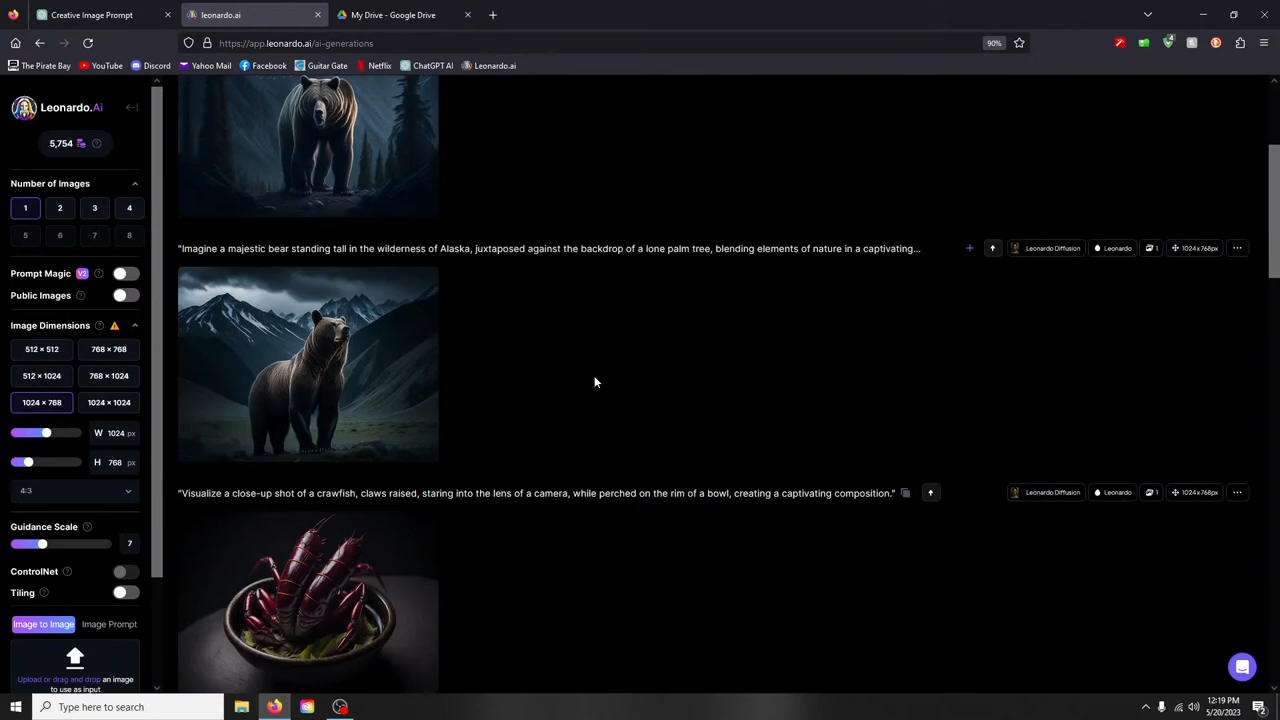 Creative Image Prompt
leonardo.ai
My Drive - Google Drive
https://app.leonardo.ai/ai-generations
90%
4
The Pirate Bay
YouTube
Discord
Yahoo Mail
Facebook
Guitar Gate
Netflix
ChatGPT AI
Leonardo.ai
Leonardo.Ai
5,754
Number of Images
1 2 3 4
5 6 7 8
Prompt Magic V2
Public Images
Image Dimensions
512 × 512 768 × 768
512 × 1024 768 × 1024
1024 × 768 1024 × 1024
W 1024 px
H 768 px
4:3
Guidance Scale
7
ControlNet
Tiling
Image to Image Image Prompt
Upload or drag and drop an image
to use as input
"Imagine a majestic bear standing tall in the wilderness of Alaska, juxtaposed against the backdrop of a lone palm tree, blending elements of nature in a captivating...
Leonardo Diffusion Leonardo 1 1024 x 768px
"Visualize a close-up shot of a crawfish, claws raised, staring into the lens of a camera, while perched on the rim of a bowl, creating a captivating composition."
Leonardo Diffusion Leonardo 1 1024 x 768px
Type here to search
12:19 PM
5/20/2023
2